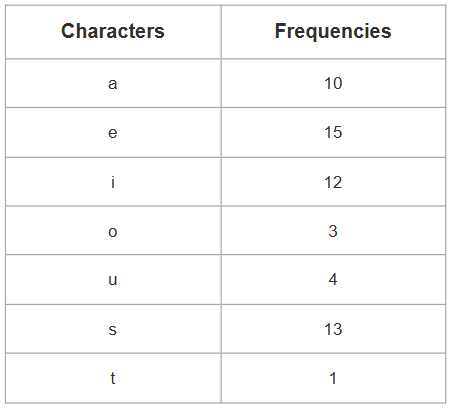 Characters Frequencies
a 10
e 15
i 12
o 3
u 4
s 13
t 1